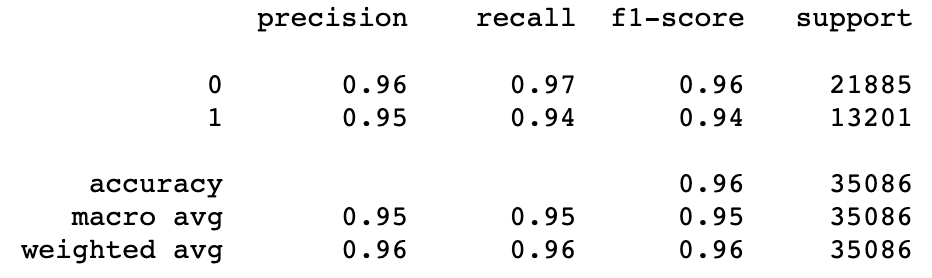 precision recall f1-score support
0 0.96 0.97 0.96 21885
1 0.95 0.94 0.94 13201
accuracy 0.96 35086
macro avg 0.95 0.95 0.95 35086
weighted avg 0.96 0.96 0.96 35086